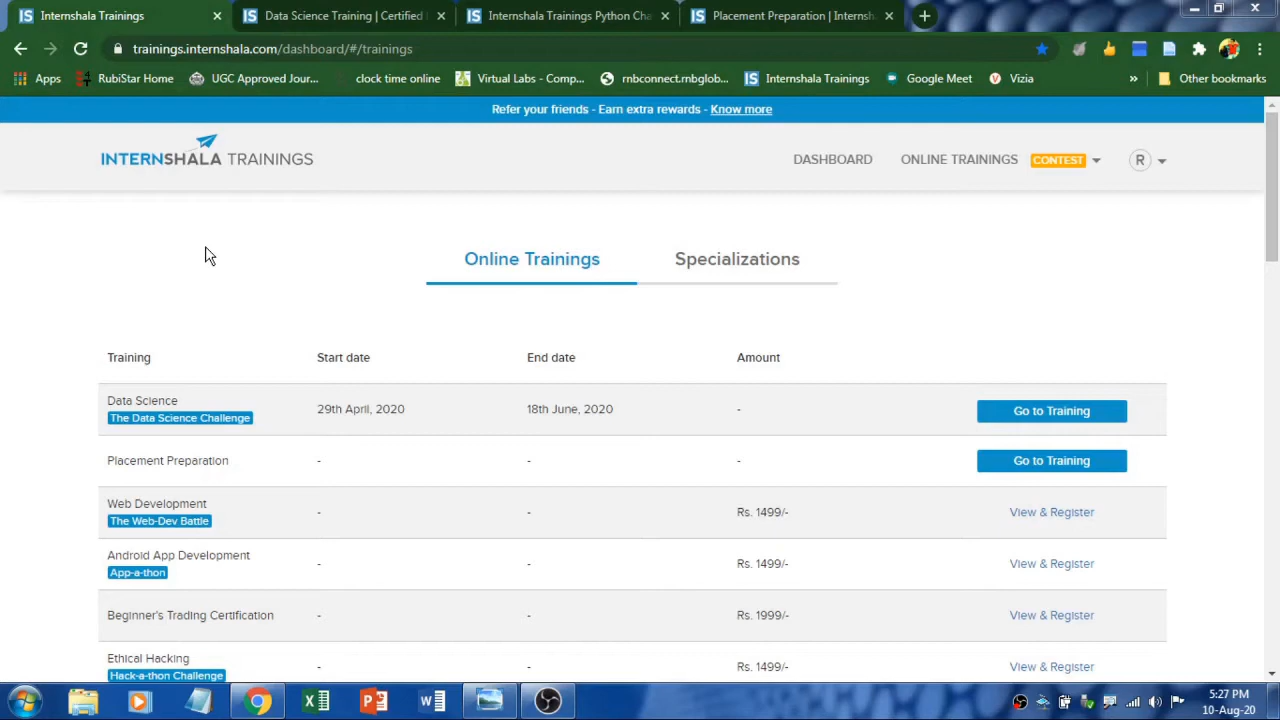 Internshala Trainings
Data Science Training | Certified
Internshala Trainings Python Cha
Placement Preparation | Internsh
trainings.internshala.com/dashboard/#/trainings
Apps
RubiStar Home
UGC Approved Jour...
clock time online
Virtual Labs - Comp...
rnbconnect.rnbglob...
Internshala Trainings
Google Meet
Vizia
»
Other bookmarks
Refer your friends - Earn extra rewards - Know more
INTERNSHALA TRAININGS
DASHBOARD
ONLINE TRAININGS
CONTEST
R
Online Trainings
Specializations
Training Start date End date Amount
Data Science
The Data Science Challenge
29th April, 2020 18th June, 2020 - Go to Training
Placement Preparation - - - Go to Training
Web Development
The Web-Dev Battle
- - Rs. 1499/- View & Register
Android App Development
App-a-thon
- - Rs. 1499/- View & Register
Beginner's Trading Certification - - Rs. 1999/- View & Register
Ethical Hacking
Hack-a-thon Challenge
- - Rs. 1499/- View & Register
5:27 PM
10-Aug-20